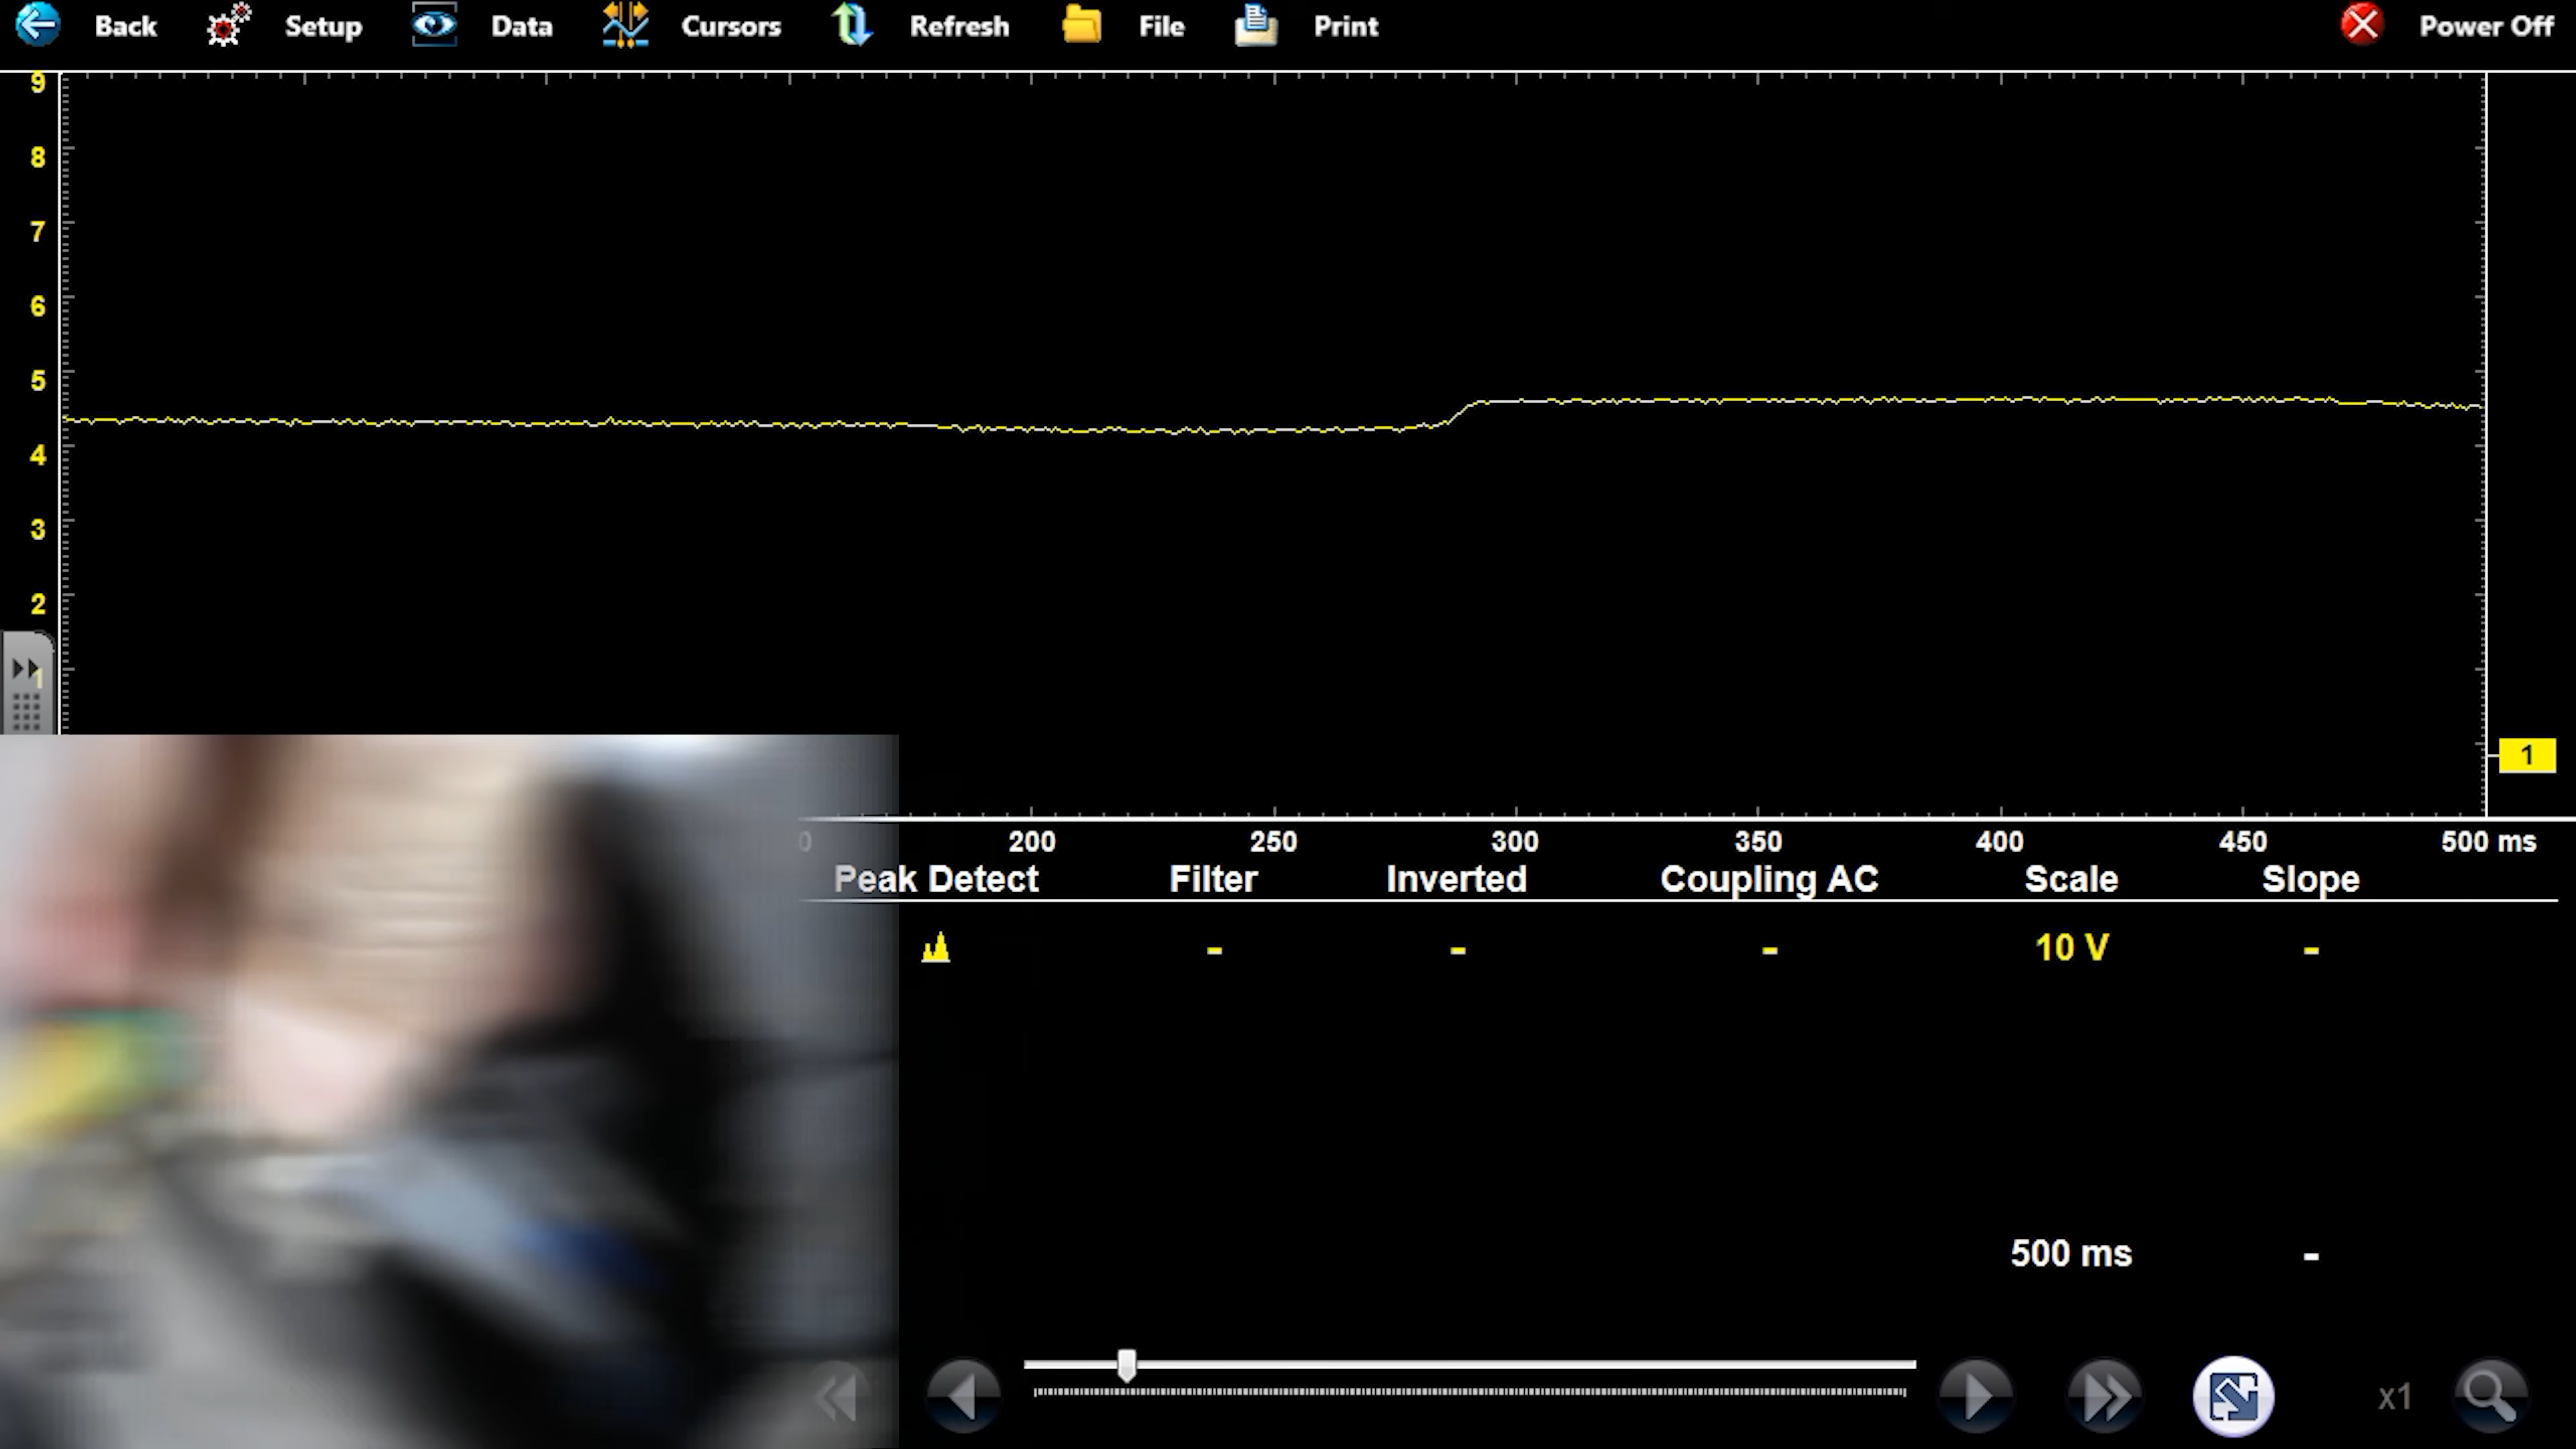 Back Setup Data Cursors Refresh File Print Power Off
9
8
7
6
5
4
3
2
1
1
0 200 250 300 350 400 450 500 ms
Peak Detect Filter Inverted Coupling AC Scale Slope
- - - 10 V -
500 ms -
x1